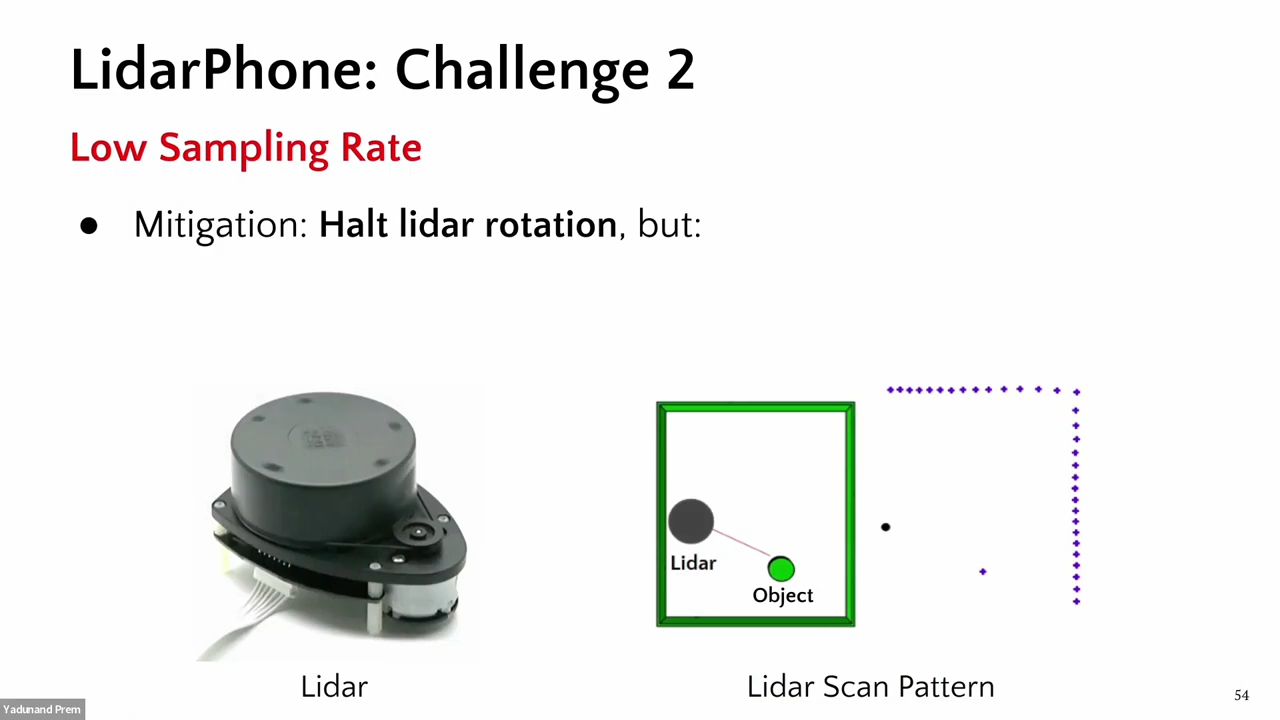 LidarPhone: Challenge 2
Low Sampling Rate
● Mitigation: Halt lidar rotation, but:
Lidar
Object
Lidar
Lidar Scan Pattern
54
Yadunand Prem